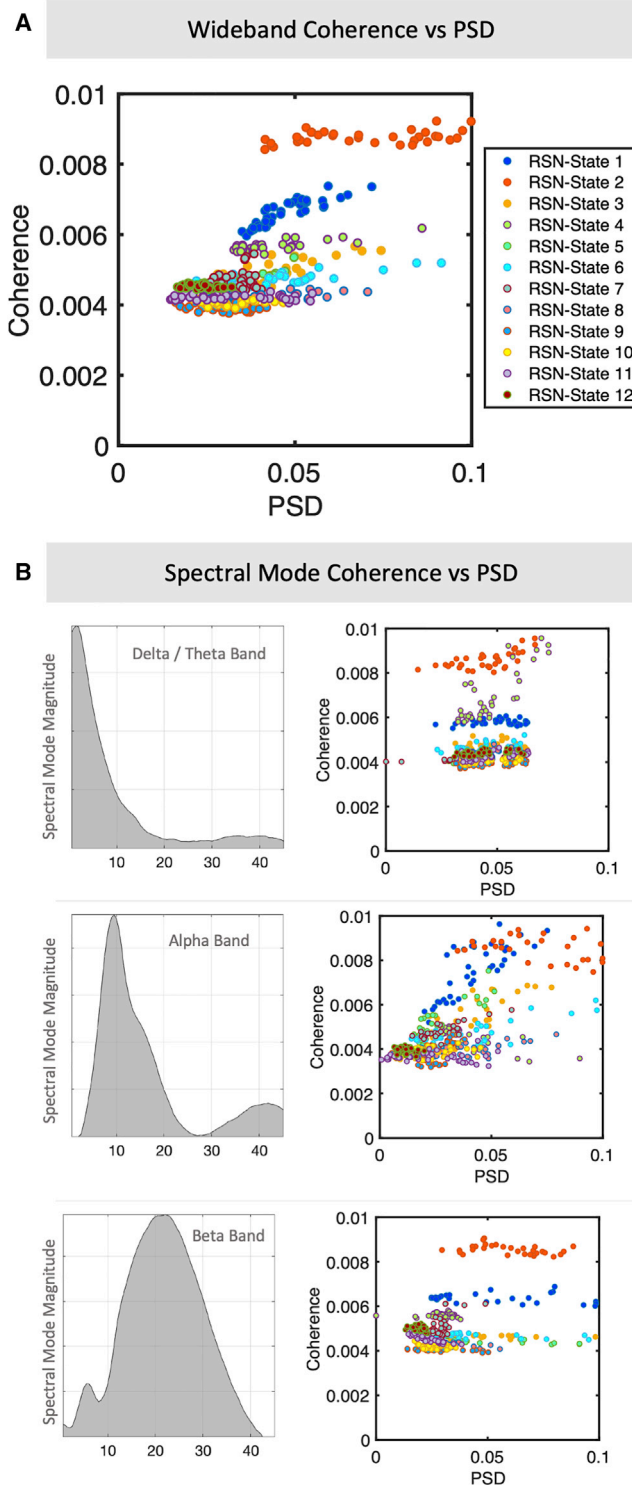 A
Wideband Coherence vs PSD
0.01
0.008
0.006
0.004
0.002
0
Coherence
0
0.05
0.1
PSD
RSN-State 1
RSN-State 2
RSN-State 3
RSN-State 4
RSN-State 5
RSN-State 6
RSN-State 7
RSN-State 8
RSN-State 9
RSN-State 10
RSN-State 11
RSN-State 12
B
Spectral Mode Coherence vs PSD
Delta / Theta Band
Spectral Mode Magnitude
10
20
30
40
0.01
0.008
0.006
0.004
0.002
0
Coherence
0
0.05
0.1
PSD
Alpha Band
Spectral Mode Magnitude
10
20
30
40
0.01
0.008
0.006
0.004
0.002
0
Coherence
0
0.05
0.1
PSD
Beta Band
Spectral Mode Magnitude
10
20
30
40
0.01
0.008
0.006
0.004
0.002
0
Coherence
0
0.05
0.1
PSD